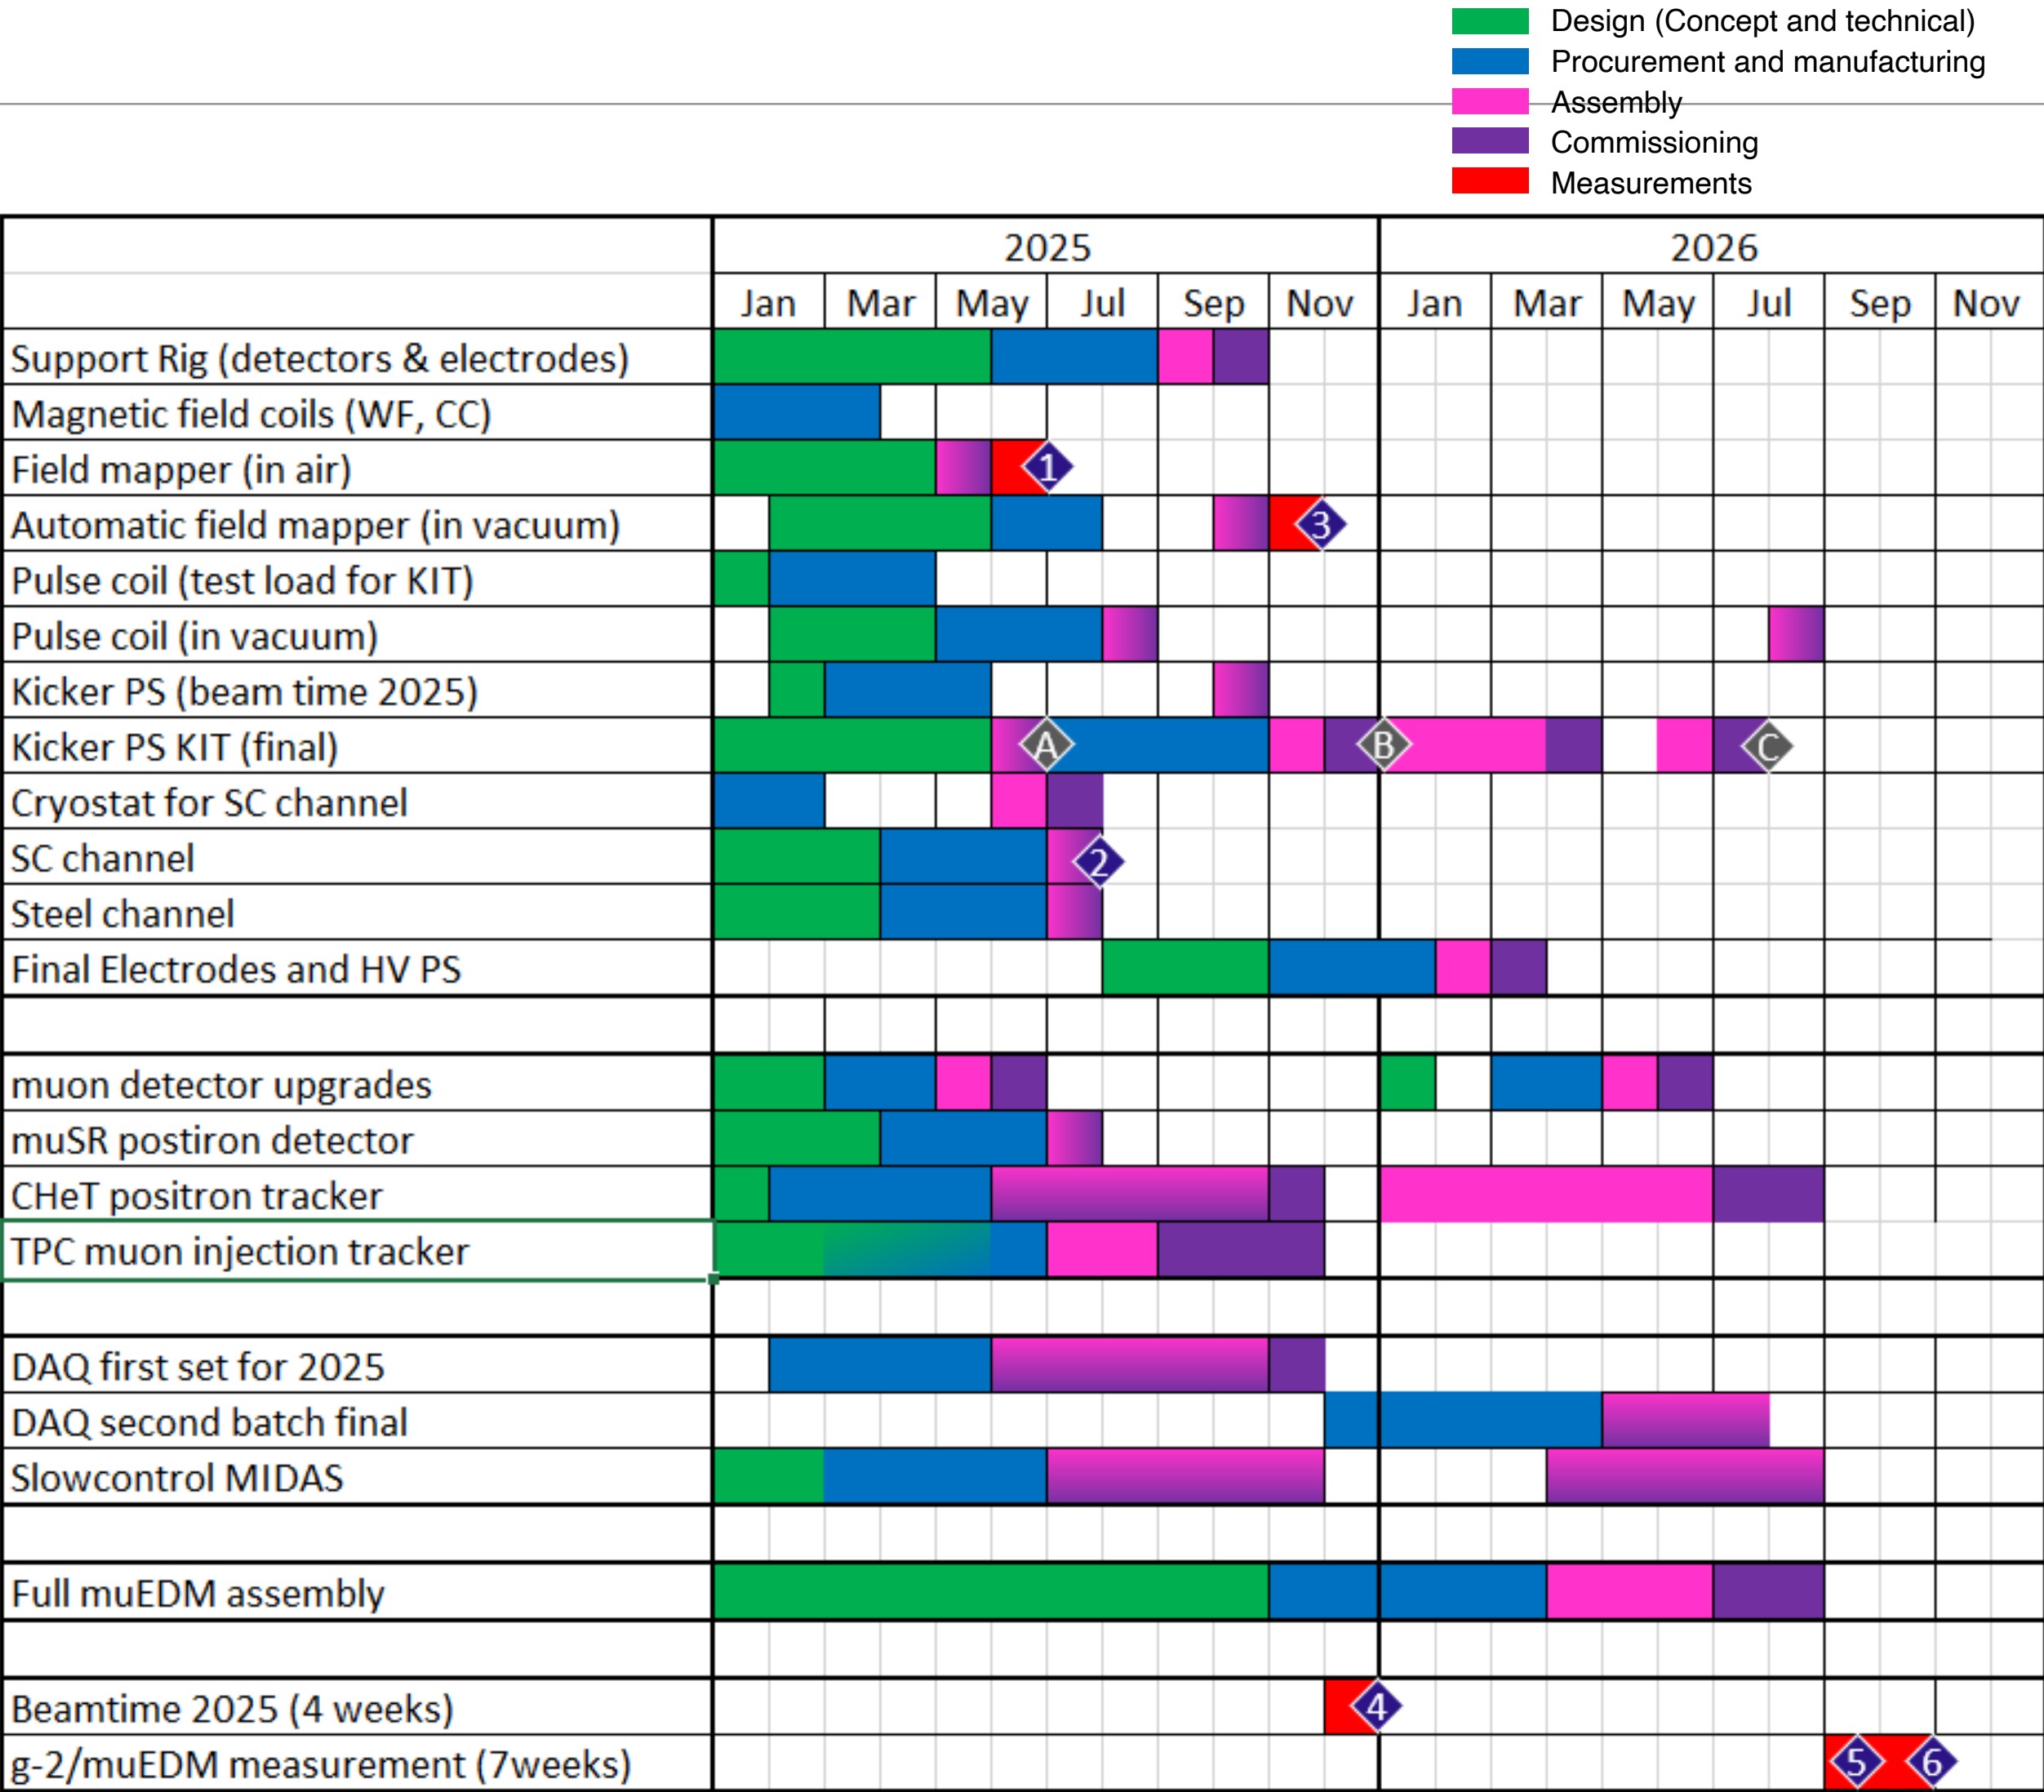 Design (Concept and technical)
Procurement and manufacturing
Assembly
Commissioning
Measurements
2025 2026
Jan Mar May Jul Sep Nov Jan Mar May Jul Sep Nov
Support Rig (detectors & electrodes)
Magnetic field coils (WF, CC)
Field mapper (in air) 1
Automatic field mapper (in vacuum) 3
Pulse coil (test load for KIT)
Pulse coil (in vacuum)
Kicker PS (beam time 2025)
Kicker PS KIT (final) A B C
Cryostat for SC channel
SC channel 2
Steel channel
Final Electrodes and HV PS
muon detector upgrades
muSR postiron detector
CHeT positron tracker
TPC muon injection tracker
DAQ first set for 2025
DAQ second batch final
Slowcontrol MIDAS
Full muEDM assembly
Beamtime 2025 (4 weeks) 4
g-2/muEDM measurement (7weeks) 5 6